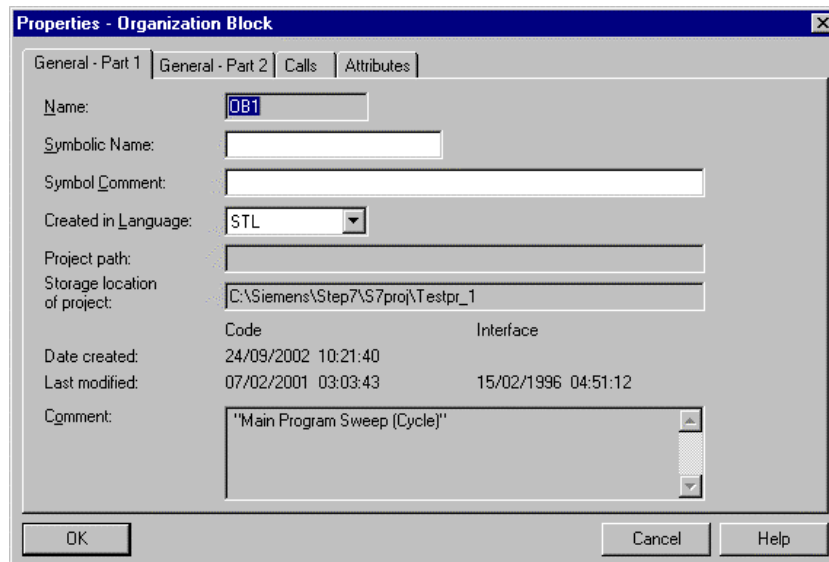 Properties - Organization Block
General - Part 1 General - Part 2 Calls Attributes
Name: OB1
Symbolic Name:
Symbol Comment:
Created in Language: STL
Project path:
Storage location
of project: C:\Siemens\Step7\S7proj\Testpr_1
Code Interface
Date created: 24/09/2002 10:21:40
Last modified: 07/02/2001 03:03:43 15/02/1996 04:51:12
Comment: "Main Program Sweep (Cycle)"
OK Cancel Help